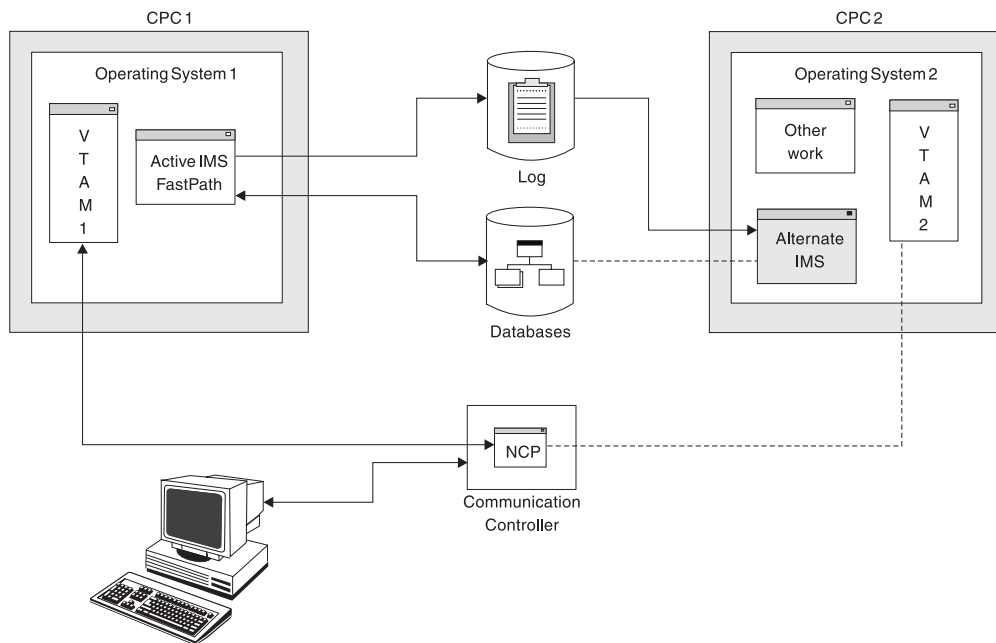 CPC 1
CPC 2
Operating System 1
V
T
A
M
1
Active IMS
FastPath
Log
Databases
Operating System 2
Other
work
V
T
A
M
2
Alternate
IMS
NCP
Communication
Controller